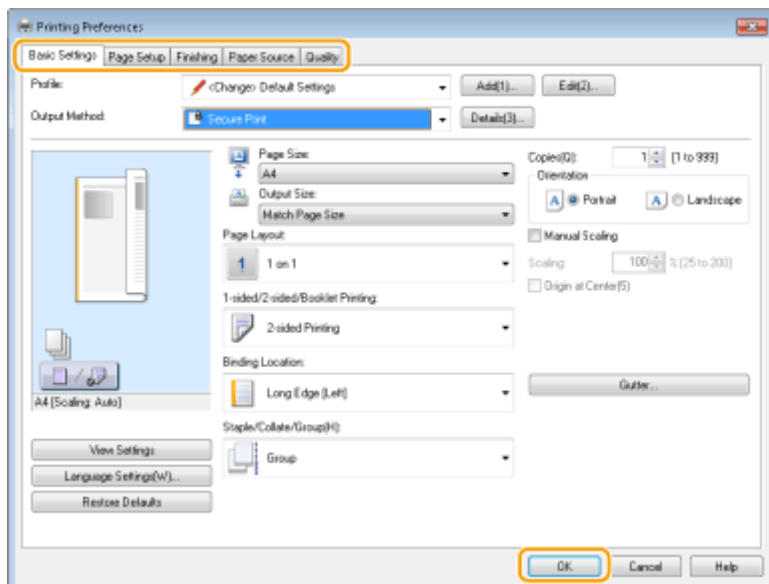 Printing Preferences
Basic Settings Page Setup Finishing Paper Source Quality
Profile: <Change> Default Settings Add(1)... Edit(2)...
Output Method: Secure Print Details(3)...
Page Size:
A4
Output Size:
Match Page Size
Page Layout:
1 1 on 1
1-sided/2-sided/Booklet Printing:
2-sided Printing
Binding Location:
Long Edge [Left]
Staple/Collate/Group(H):
Group
Copies(Q): 1 [1 to 999]
Orientation
A Portrait A Landscape
Manual Scaling
Scaling: 100 % [25 to 200]
Origin at Center(5)
Gutter...
A4 [Scaling: Auto]
View Settings
Language Settings(W)...
Restore Defaults
OK Cancel Help